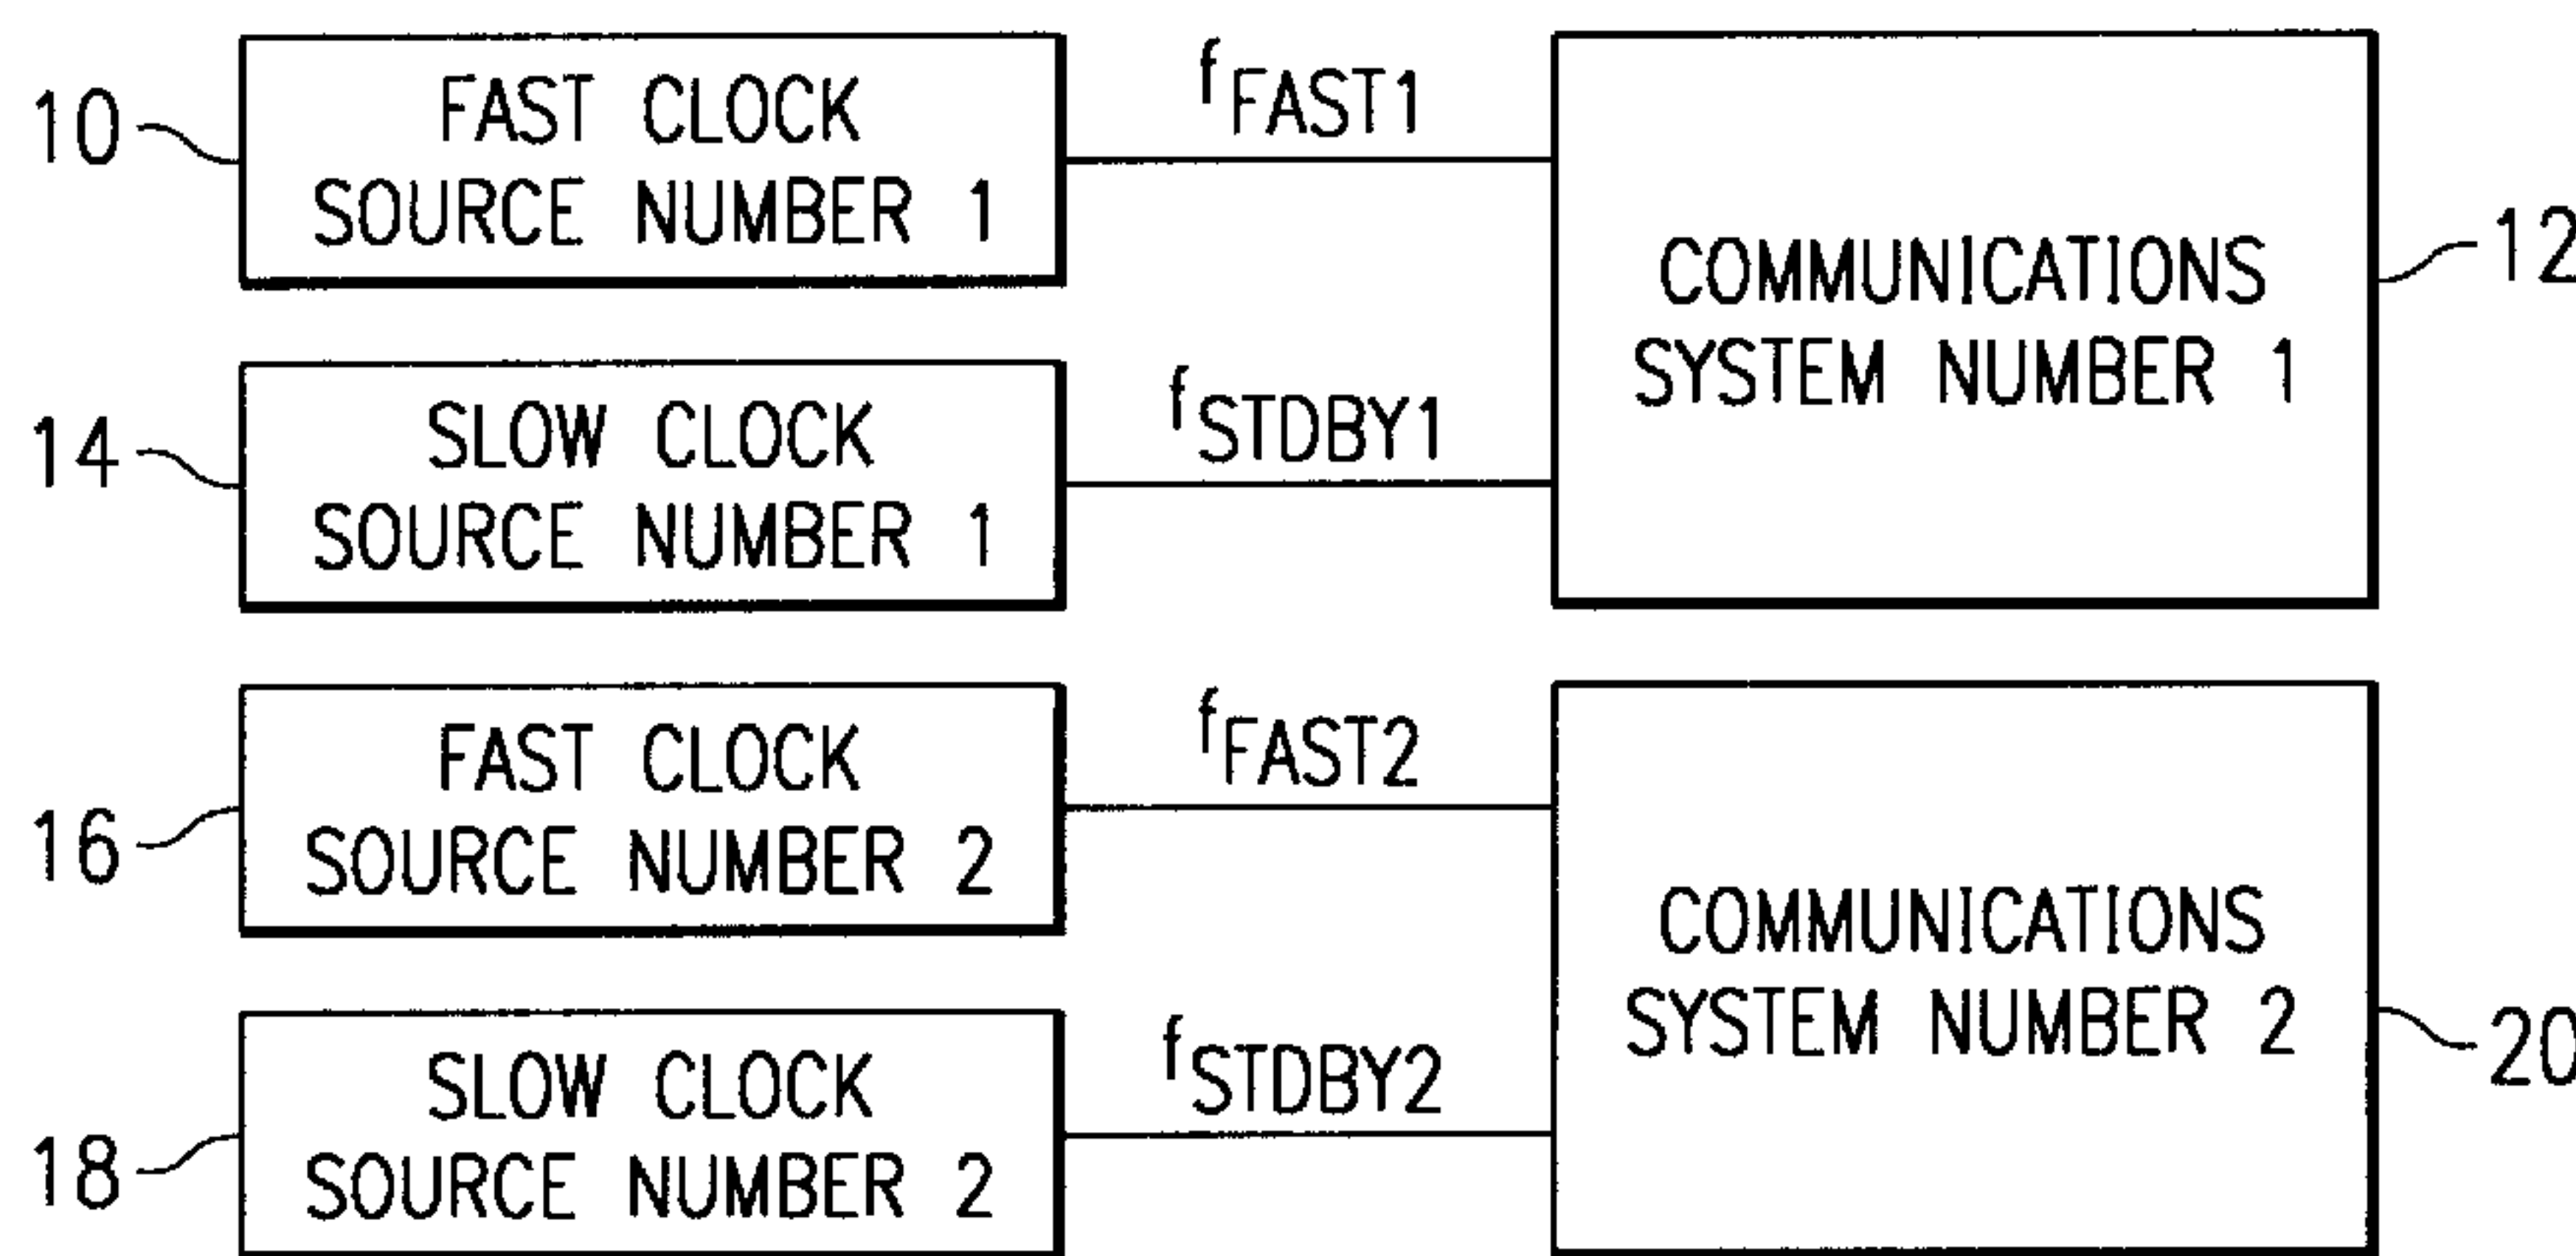 10
FAST CLOCK
SOURCE NUMBER 1
fFAST1
COMMUNICATIONS
SYSTEM NUMBER 1
12
14
SLOW CLOCK
SOURCE NUMBER 1
fSTDBY1
16
FAST CLOCK
SOURCE NUMBER 2
fFAST2
COMMUNICATIONS
SYSTEM NUMBER 2
20
18
SLOW CLOCK
SOURCE NUMBER 2
fSTDBY2